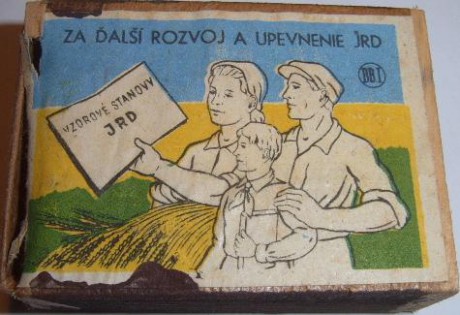 ZA ĎALŠÍ ROZVOJ A UPEVNENIE JRD
VZOROVÉ STANOVY
JRD